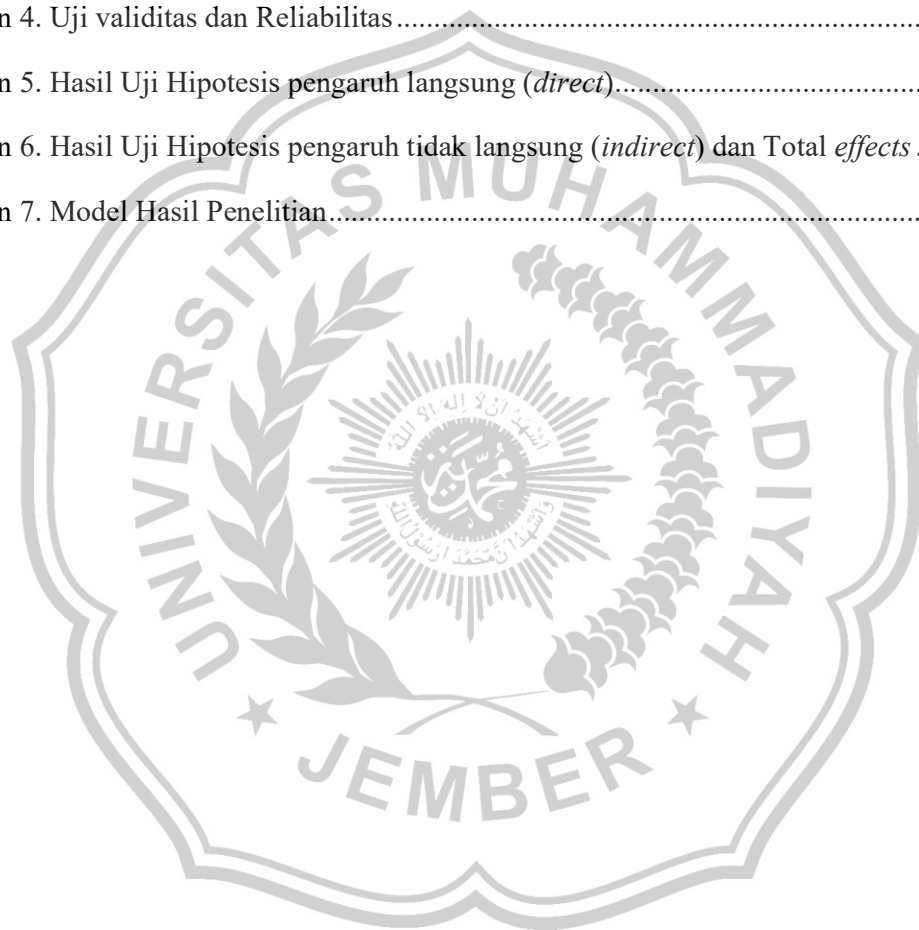 n 4. Uji validitas dan Reliabilitas........................................................................
n 5. Hasil Uji Hipotesis pengaruh langsung (direct)........................................
n 6. Hasil Uji Hipotesis pengaruh tidak langsung (indirect) dan Total effects .
n 7. Model Hasil Penelitian..................................................................................
UNIVERSITAS MUHAMMADIYAH
JEMBER